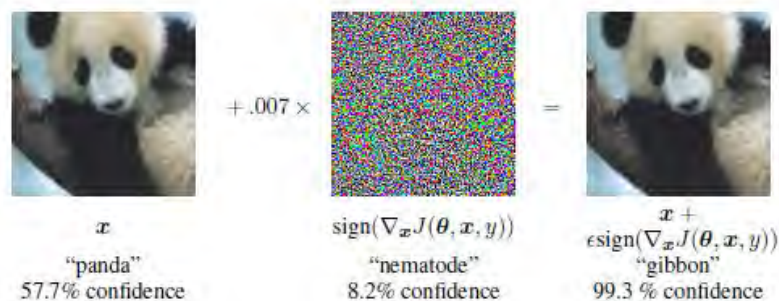 + .007 ×
=
x
sign(∇ₓJ(θ, x, y))
x +
εsign(∇ₓJ(θ, x, y))
“panda”
“nematode”
“gibbon”
57.7% confidence
8.2% confidence
99.3 % confidence